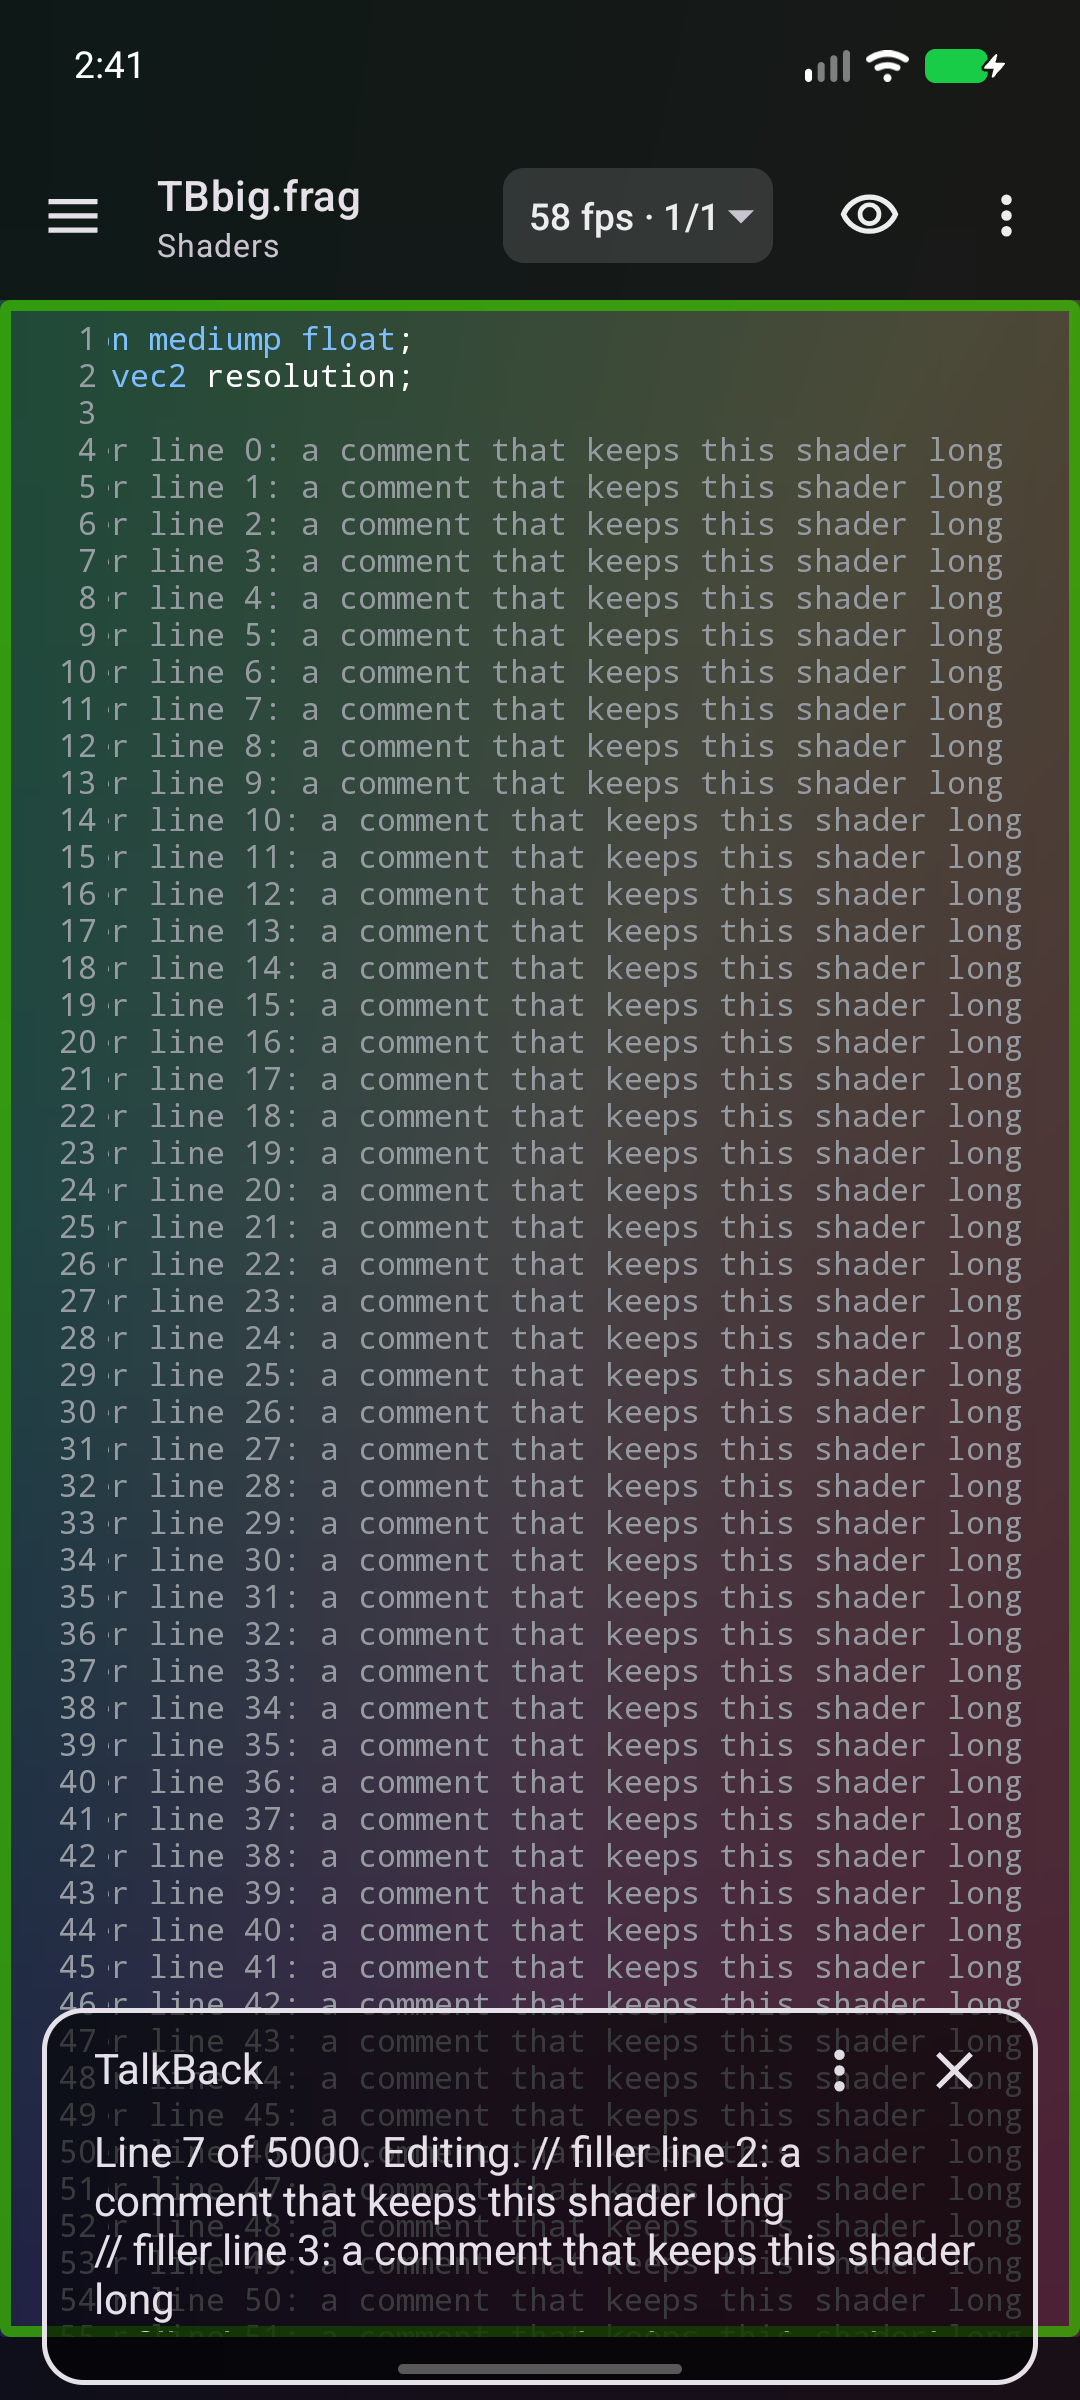 2:41
TBbig.frag
Shaders
58 fps · 1/1
1 n mediump float;
2 vec2 resolution;
3
4 r line 0: a comment that keeps this shader long
5 r line 1: a comment that keeps this shader long
6 r line 2: a comment that keeps this shader long
7 r line 3: a comment that keeps this shader long
8 r line 4: a comment that keeps this shader long
9 r line 5: a comment that keeps this shader long
10 r line 6: a comment that keeps this shader long
11 r line 7: a comment that keeps this shader long
12 r line 8: a comment that keeps this shader long
13 r line 9: a comment that keeps this shader long
14 r line 10: a comment that keeps this shader long
15 r line 11: a comment that keeps this shader long
16 r line 12: a comment that keeps this shader long
17 r line 13: a comment that keeps this shader long
18 r line 14: a comment that keeps this shader long
19 r line 15: a comment that keeps this shader long
20 r line 16: a comment that keeps this shader long
21 r line 17: a comment that keeps this shader long
22 r line 18: a comment that keeps this shader long
23 r line 19: a comment that keeps this shader long
24 r line 20: a comment that keeps this shader long
25 r line 21: a comment that keeps this shader long
26 r line 22: a comment that keeps this shader long
27 r line 23: a comment that keeps this shader long
28 r line 24: a comment that keeps this shader long
29 r line 25: a comment that keeps this shader long
30 r line 26: a comment that keeps this shader long
31 r line 27: a comment that keeps this shader long
32 r line 28: a comment that keeps this shader long
33 r line 29: a comment that keeps this shader long
34 r line 30: a comment that keeps this shader long
35 r line 31: a comment that keeps this shader long
36 r line 32: a comment that keeps this shader long
37 r line 33: a comment that keeps this shader long
38 r line 34: a comment that keeps this shader long
39 r line 35: a comment that keeps this shader long
40 r line 36: a comment that keeps this shader long
41 r line 37: a comment that keeps this shader long
42 r line 38: a comment that keeps this shader long
43 r line 39: a comment that keeps this shader long
44 r line 40: a comment that keeps this shader long
45 r line 41: a comment that keeps this shader long
46 r line 42: a comment that keeps this shader long
47 r line 43: a comment that keeps this shader long
TalkBack
Line 7 of 5000. Editing. // filler line 2: a
comment that keeps this shader long
// filler line 3: a comment that keeps this shader
long